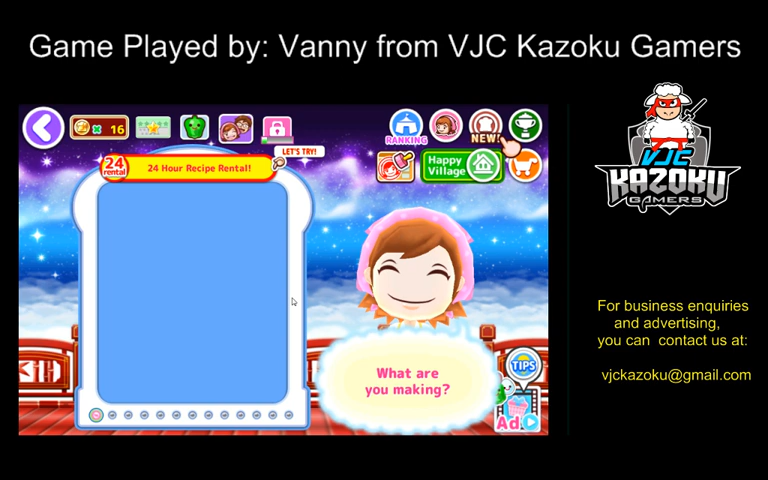 Game Played by: Vanny from VJC Kazoku Gamers
× 16
RANKING
NEW!
LET'S TRY!
24
rental
24 Hour Recipe Rental!
Happy
Village
What are
you making?
TIPS
Ad
VJC
KAZOKU
GAMERS
For business enquiries
and advertising,
you can contact us at:
vjckazoku@gmail.com